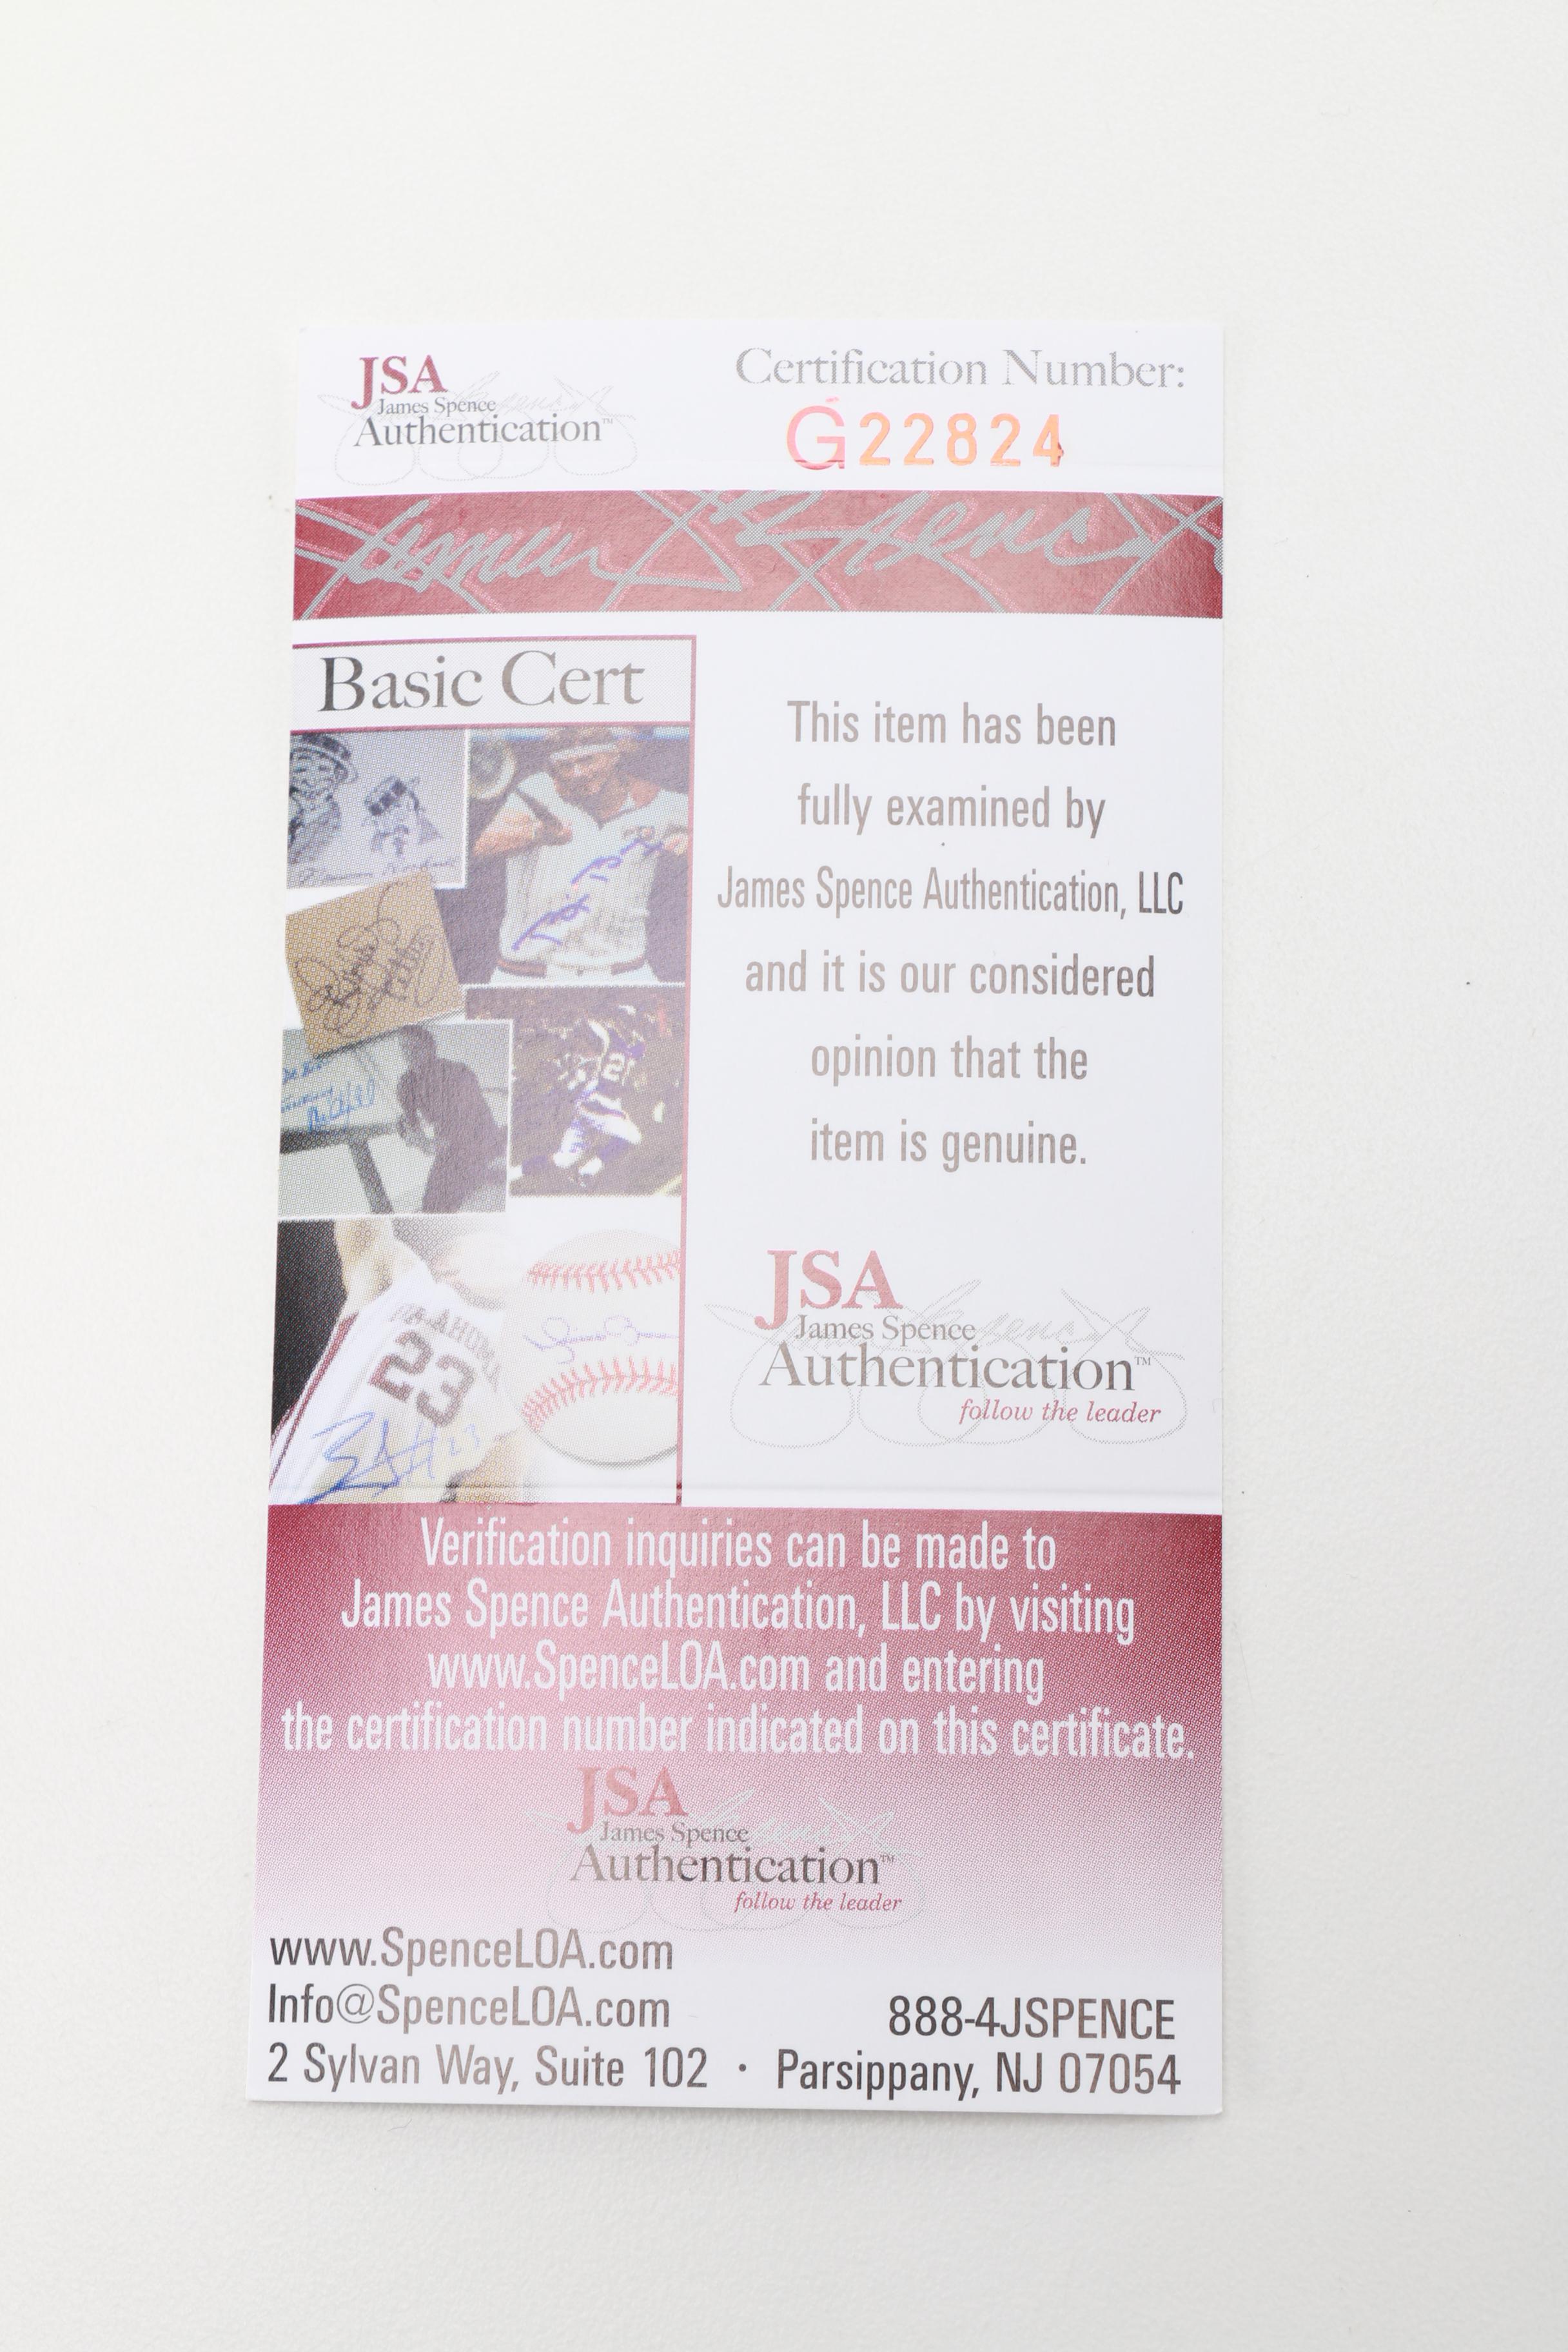 JSA
James Spence
Authentication™
Certification Number:
G22824
Basic Cert
This item has been
fully examined by
James Spence Authentication, LLC
and it is our considered
opinion that the
item is genuine.
23
JSA
James Spence
Authentication™
follow the leader
Verification inquiries can be made to
James Spence Authentication, LLC by visiting
www.SpenceLOA.com and entering
the certification number indicated on this certificate.
JSA
James Spence
Authentication™
follow the leader
www.SpenceLOA.com
Info@SpenceLOA.com
888-4JSPENCE
2 Sylvan Way, Suite 102 · Parsippany, NJ 07054